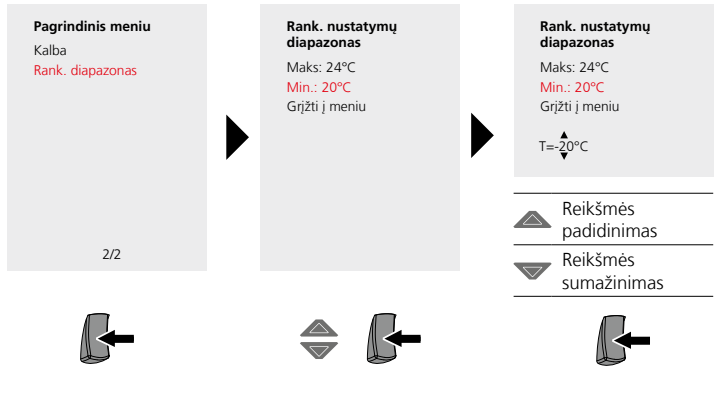 Pagrindinis meniu
Kalba
Rank. diapazonas
2/2
Rank. nustatymų
diapazonas
Maks: 24°C
Min.: 20°C
Grįžti į meniu
Rank. nustatymų
diapazonas
Maks: 24°C
Min.: 20°C
Grįžti į meniu
T=-20°C
Reikšmės
padidinimas
Reikšmės
sumažinimas